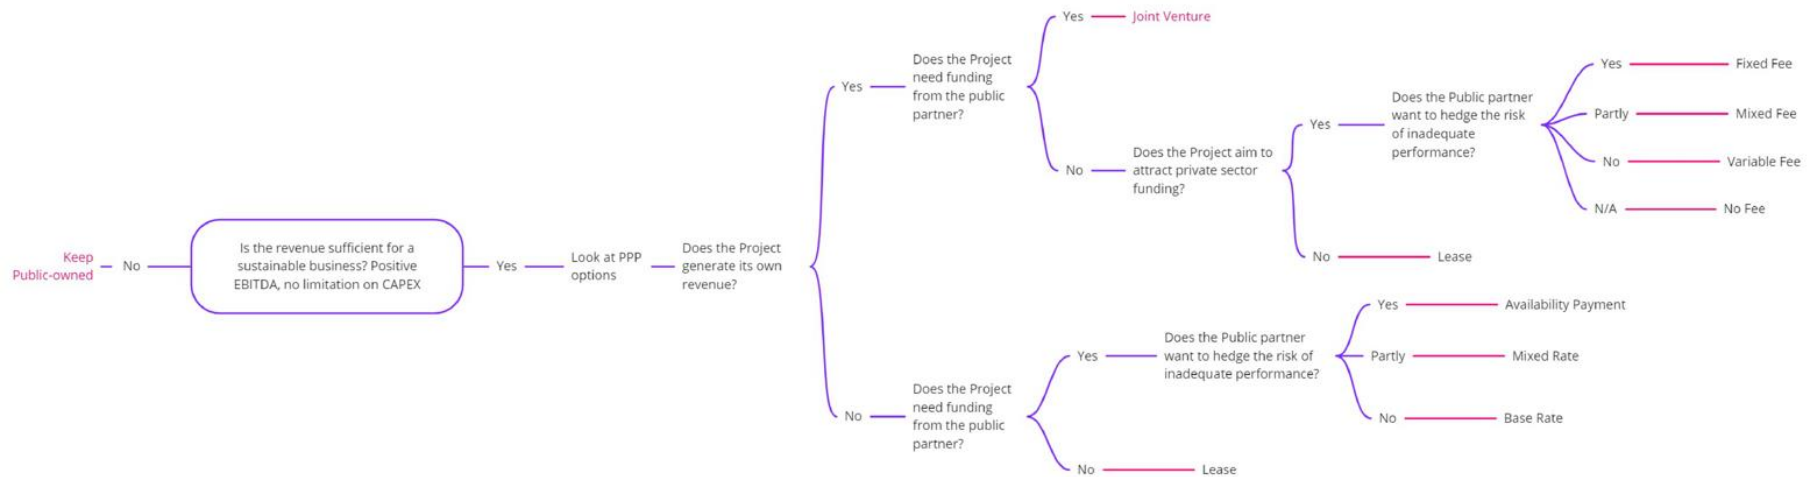 Keep
Public-owned
No
Is the revenue sufficient for a
sustainable business? Positive
EBITDA, no limitation on CAPEX
Yes
Look at PPP
options
Does the Project
generate its own
revenue?
Yes
Does the Project
need funding
from the public
partner?
Yes
Joint Venture
No
Does the Project aim to
attract private sector
funding?
Yes
Does the Public partner
want to hedge the risk
of inadequate
performance?
Yes
Fixed Fee
Partly
Mixed Fee
No
Variable Fee
N/A
No Fee
No
Lease
No
Does the Project
need funding
from the public
partner?
Yes
Does the Public partner
want to hedge the risk of
inadequate performance?
Yes
Availability Payment
Partly
Mixed Rate
No
Base Rate
No
Lease